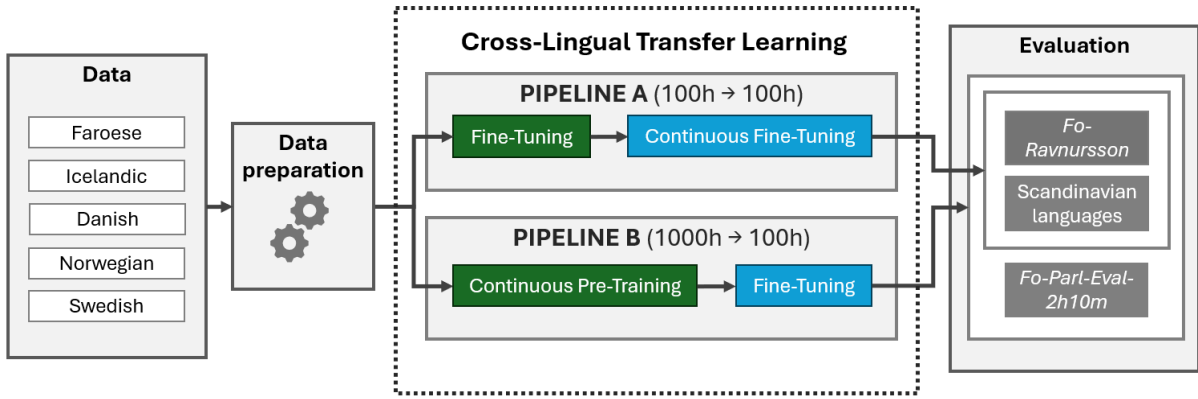 Data
Faroese
Icelandic
Danish
Norwegian
Swedish
Data
preparation
Cross-Lingual Transfer Learning
PIPELINE A (100h → 100h)
Fine-Tuning
Continuous Fine-Tuning
PIPELINE B (1000h → 100h)
Continuous Pre-Training
Fine-Tuning
Evaluation
Fo-
Ravnursson
Scandinavian
languages
Fo-Parl-Eval-
2h10m